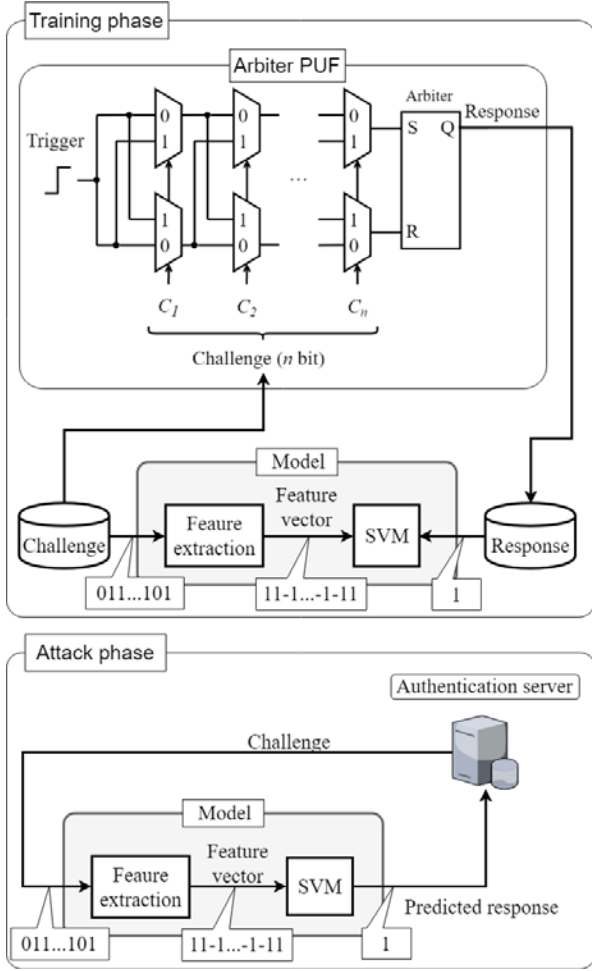 Training phase
Arbiter PUF
Trigger
0
1
1
0
0
1
1
0
...
0
1
1
0
Arbiter
S Q
R
Response
C1
C2
Cn
Challenge (n bit)
Model
Challenge
Feaure
extraction
Feature
vector
SVM
Response
011...101
11-1...-1-11
1
Attack phase
Authentication server
Challenge
Model
Feaure
extraction
Feature
vector
SVM
Predicted response
011...101
11-1...-1-11
1